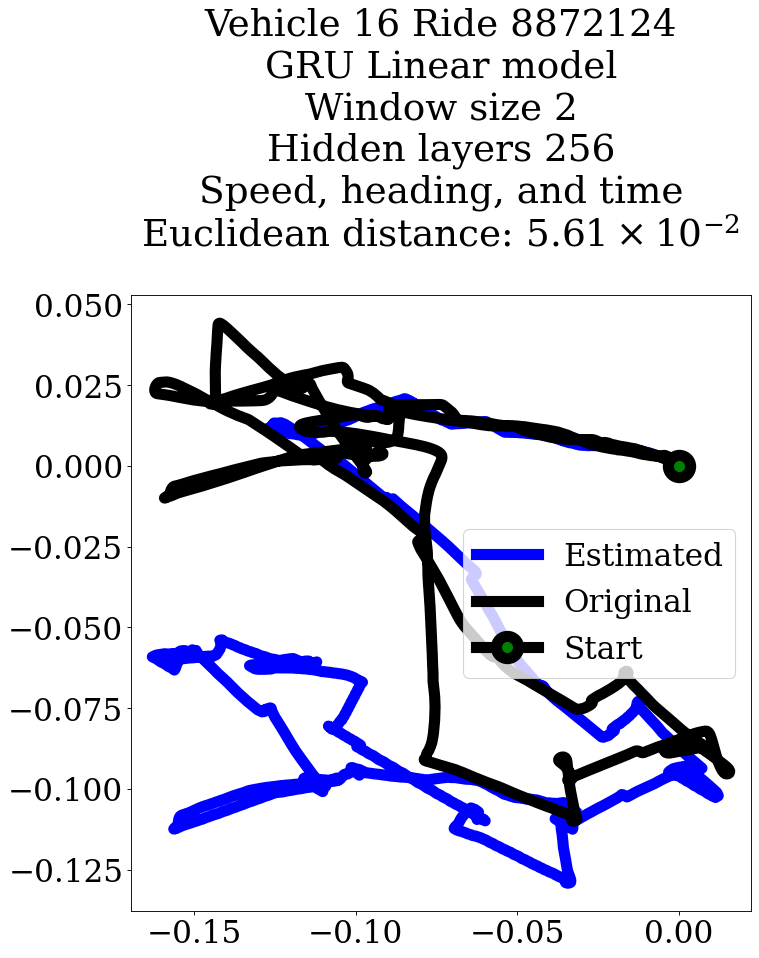 Vehicle 16 Ride 8872124
GRU Linear model
Window size 2
Hidden layers 256
Speed, heading, and time
Euclidean distance: 5.61 × 10⁻²
0.050
0.025
0.000
−0.025
−0.050
−0.075
−0.100
−0.125
Estimated
Original
Start
−0.15 −0.10 −0.05 0.00